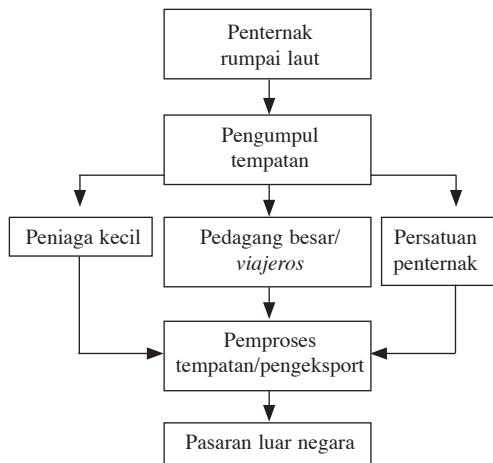 Penternak
rumpai laut
Pengumpul
tempatan
Peniaga kecil
Pedagang besar/
viajeros
Persatuan
penternak
Pemproses
tempatan/pengeksport
Pasaran luar negara